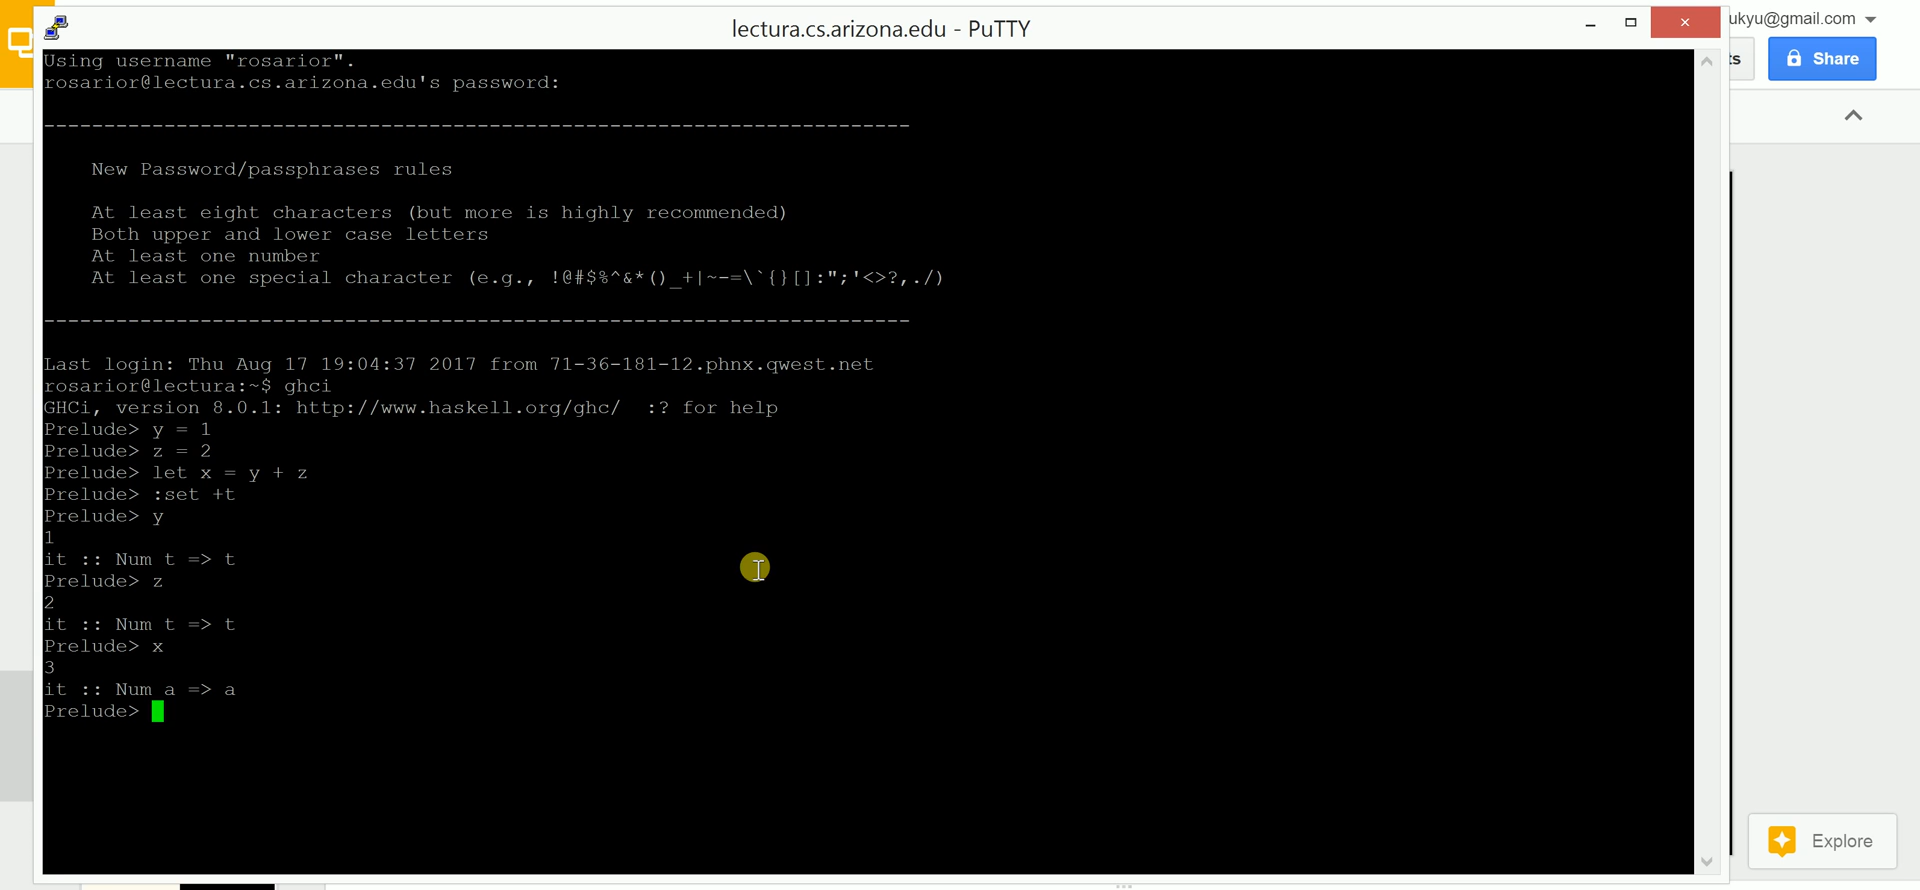 lectura.cs.arizona.edu - PuTTY
ukyu@gmail.com
ts
Share
Using username "rosarior".
rosarior@lectura.cs.arizona.edu's password:
------------------------------------------------------------------------
New Password/passphrases rules
At least eight characters (but more is highly recommended)
Both upper and lower case letters
At least one number
At least one special character (e.g., !@#$%^&*()_+|~-=\`{}[]:";'<>?,./)
------------------------------------------------------------------------
Last login: Thu Aug 17 19:04:37 2017 from 71-36-181-12.phnx.qwest.net
rosarior@lectura:~$ ghci
GHCi, version 8.0.1: http://www.haskell.org/ghc/  :? for help
Prelude> y = 1
Prelude> z = 2
Prelude> let x = y + z
Prelude> :set +t
Prelude> y
1
it :: Num t => t
Prelude> z
2
it :: Num t => t
Prelude> x
3
it :: Num a => a
Prelude>
Explore